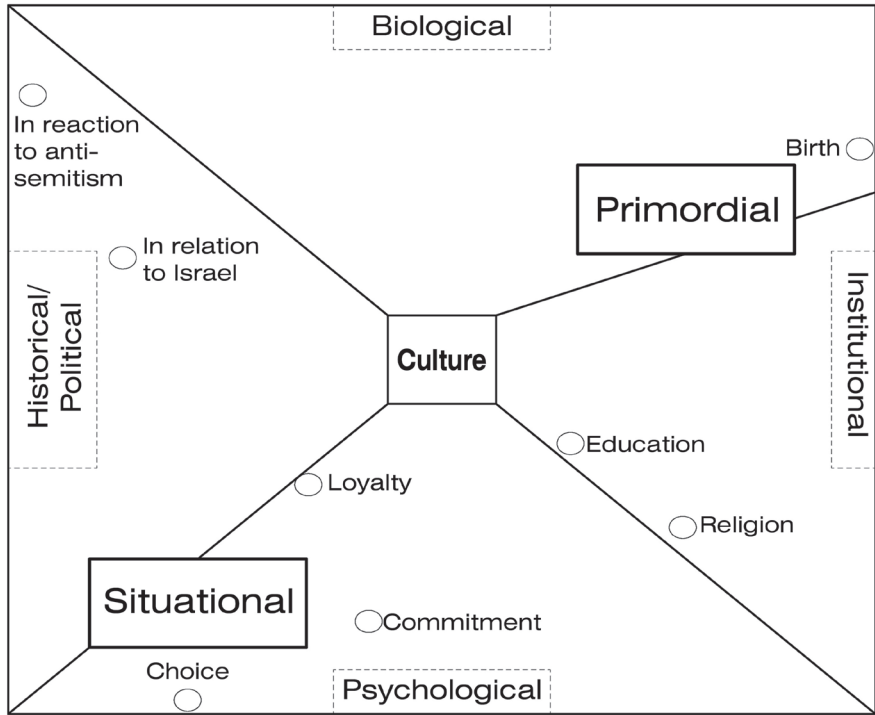 Biological
In reaction
to anti-
semitism
Birth
Primordial
In relation
to Israel
Historical/
Political
Institutional
Culture
Education
Loyalty
Religion
Situational
Commitment
Choice
Psychological